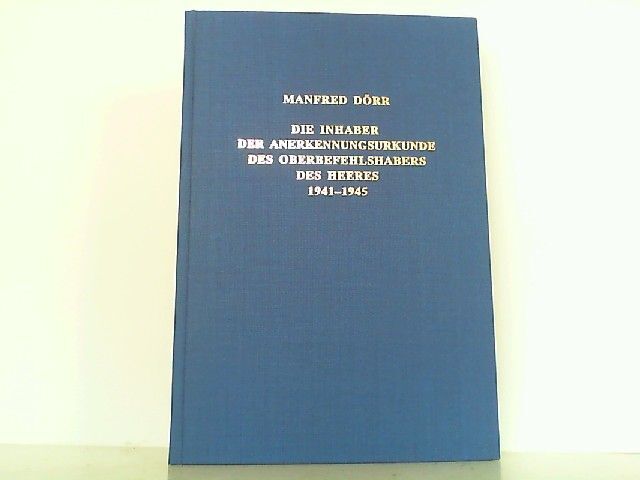 MANFRED DÖRR
DIE INHABER
DER ANERKENNUNGSURKUNDE
DES OBERBEFEHLSHABERS
DES HEERES
1941–1945